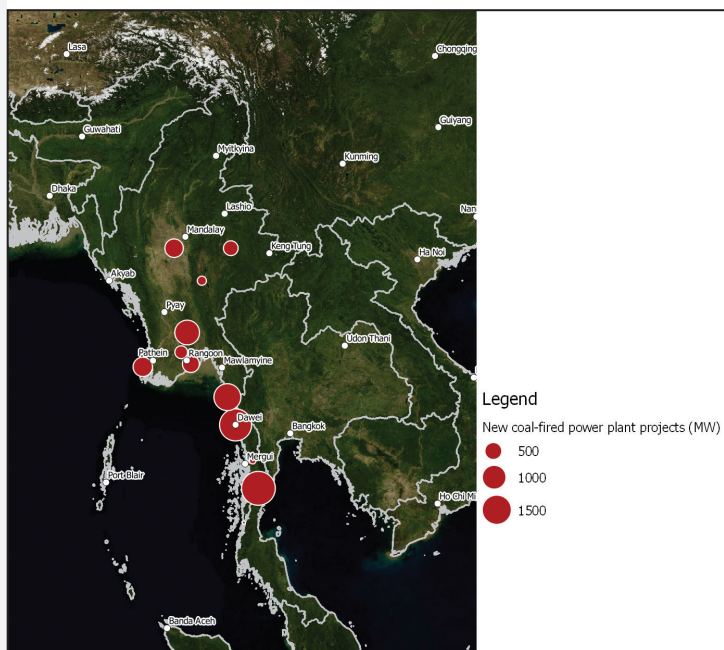 Lasa
Chongqing
Guiyang
Guwahati
Myitkyina
Kunming
Dhaka
Lashio
Nan
Mandalay
Keng Tung
Ha Noi
Akyab
Pyay
Udon Thani
Pathein
Rangoon
Mawlamyine
Legend
New coal-fired power plant projects (MW)
Dawei
Bangkok
500
Mergui
1000
Port Blair
Ho Chi Mi
1500
Banda Aceh